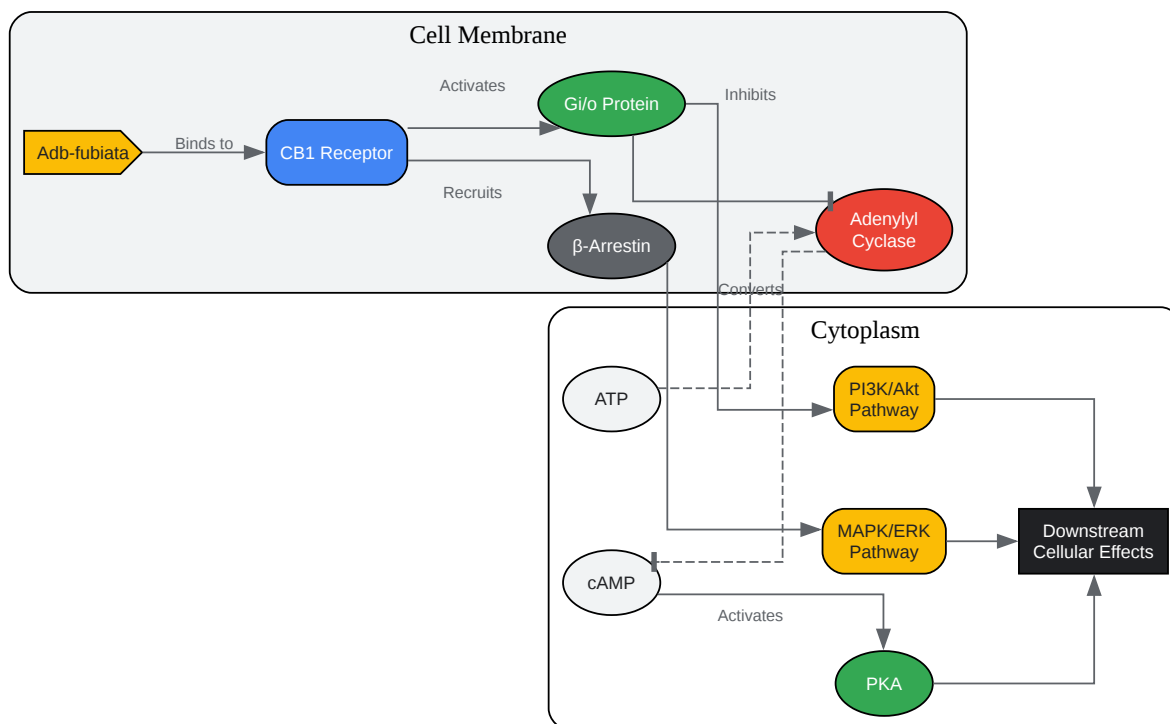 Cell Membrane
Activates
Gi/o Protein
Inhibits
Adb-fubiata
Binds to
CB1 Receptor
Recruits
β-Arrestin
Adenylyl
Cyclase
Converts
Cytoplasm
ATP
PI3K/Akt
Pathway
MAPK/ERK
Pathway
Downstream
Cellular Effects
cAMP
Activates
PKA